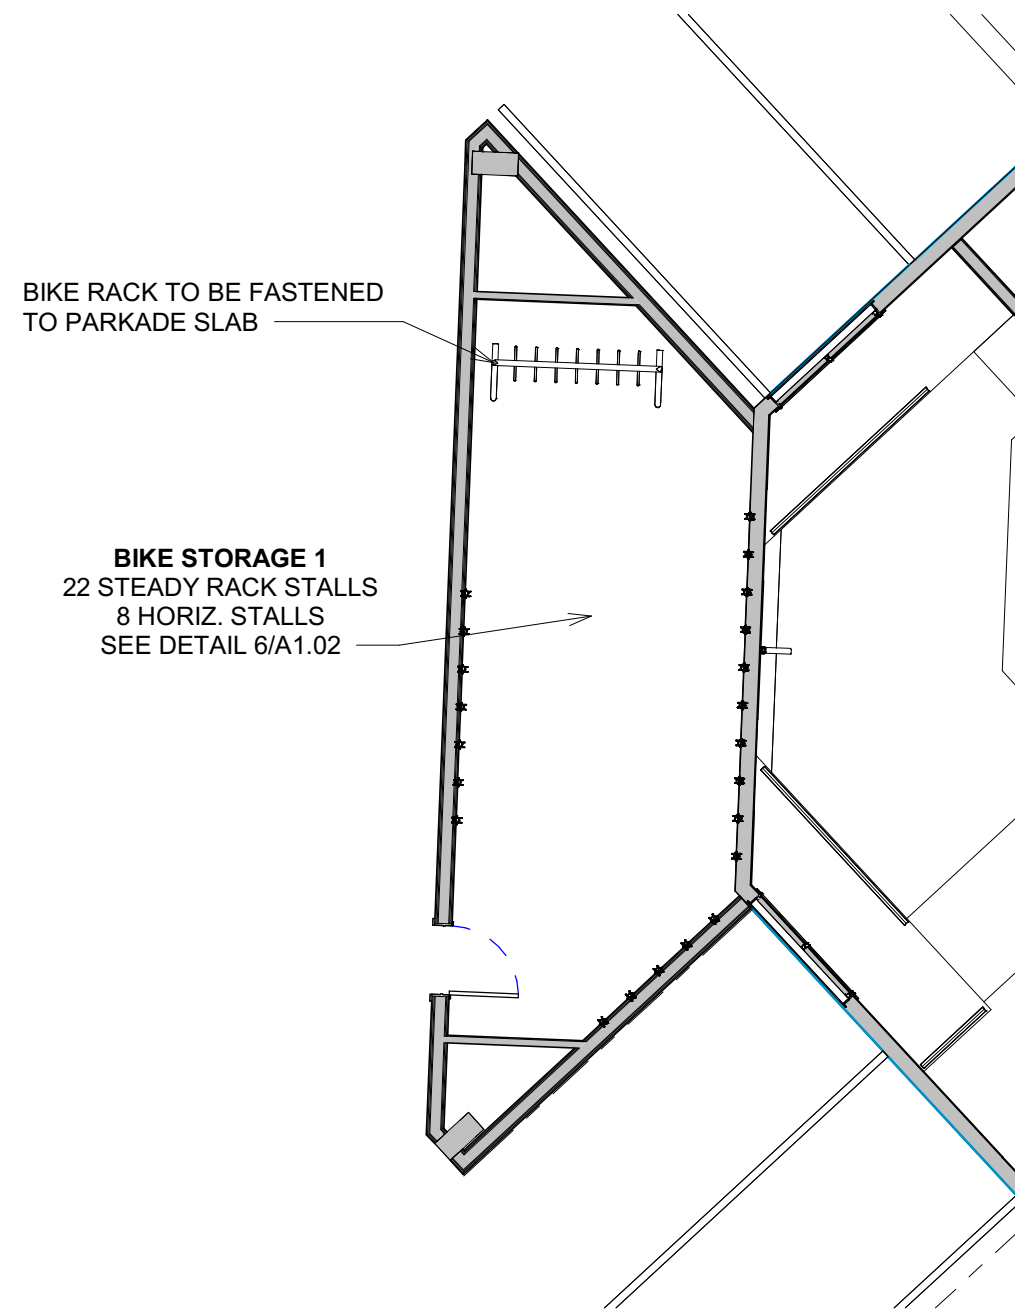 BIKE RACK TO BE FASTENED
TO PARKADE SLAB
BIKE STORAGE 1
22 STEADY RACK STALLS
8 HORIZ. STALLS
SEE DETAIL 6/A1.02